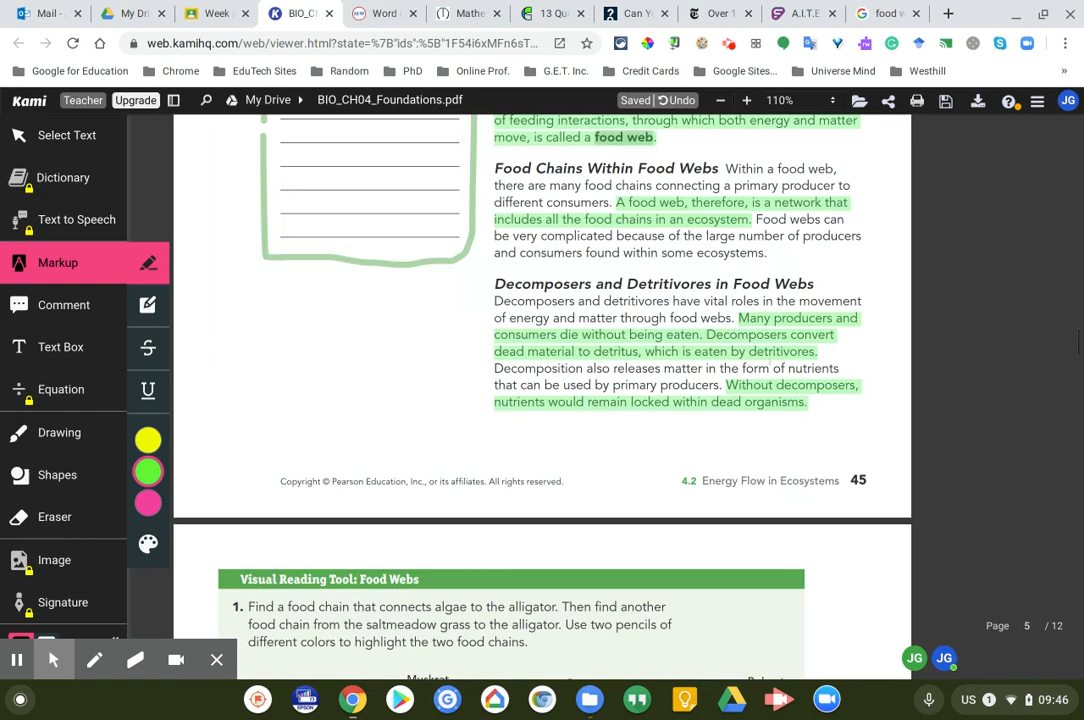 Mail -
My Dri
Week
BIO_C
Word
Mathe
13 Qu
Can Y
Over 1
A.I.T.E
food w
web.kamihq.com/web/viewer.html?state=%7B"ids":%5B"1F54i6xMFn6sT...
Google for Education
Chrome
EduTech Sites
Random
PhD
Online Prof.
G.E.T. Inc.
Credit Cards
Google Sites...
Universe Mind
Westhill
»
Kami
Teacher
Upgrade
My Drive
BIO_CH04_Foundations.pdf
Saved
Undo
110%
JG
Select Text
Dictionary
Text to Speech
Markup
Comment
Text Box
Equation
Drawing
Shapes
Eraser
Image
Signature
of feeding interactions, through which both energy and matter
move, is called a food web.
Food Chains Within Food Webs Within a food web,
there are many food chains connecting a primary producer to
different consumers. A food web, therefore, is a network that
includes all the food chains in an ecosystem. Food webs can
be very complicated because of the large number of producers
and consumers found within some ecosystems.
Decomposers and Detritivores in Food Webs
Decomposers and detritivores have vital roles in the movement
of energy and matter through food webs. Many producers and
consumers die without being eaten. Decomposers convert
dead material to detritus, which is eaten by detritivores.
Decomposition also releases matter in the form of nutrients
that can be used by primary producers. Without decomposers,
nutrients would remain locked within dead organisms.
Copyright © Pearson Education, Inc., or its affiliates. All rights reserved.
4.2 Energy Flow in Ecosystems 45
Visual Reading Tool: Food Webs
1. Find a food chain that connects algae to the alligator. Then find another
food chain from the saltmeadow grass to the alligator. Use two pencils of
different colors to highlight the two food chains.
Muskrat
Page 5 / 12
JG
JG
EPSON
US
1
09:46